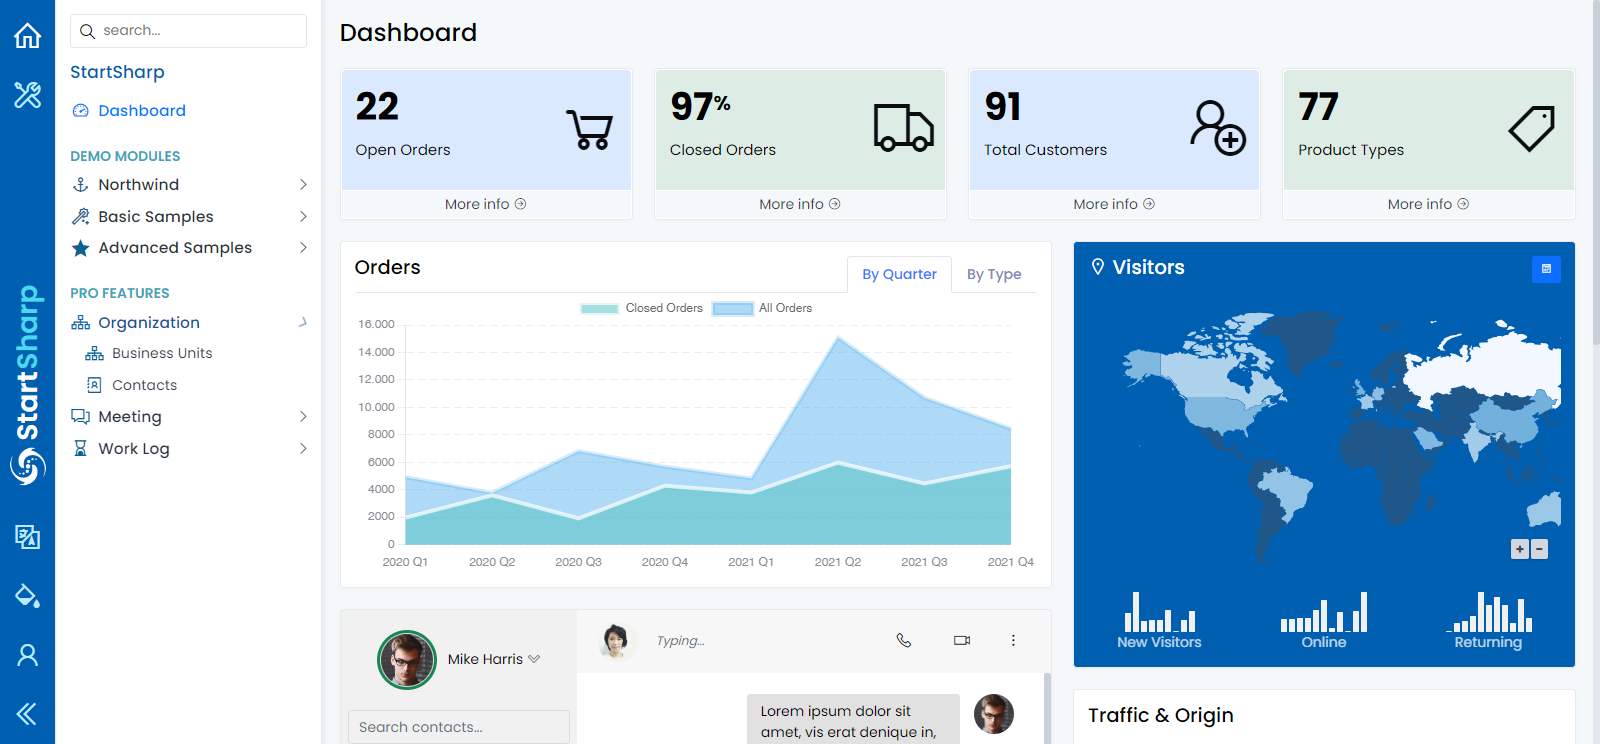 search...
StartSharp
Dashboard
DEMO MODULES
Northwind
Basic Samples
Advanced Samples
PRO FEATURES
Organization
Business Units
Contacts
Meeting
Work Log
StartSharp
Dashboard
22
Open Orders
More info
97%
Closed Orders
More info
91
Total Customers
More info
77
Product Types
More info
Orders
By Quarter
By Type
Closed Orders
All Orders
16.000
14.000
12.000
10.000
8000
6000
4000
2000
0
2020 Q1
2020 Q2
2020 Q3
2020 Q4
2021 Q1
2021 Q2
2021 Q3
2021 Q4
Visitors
+
−
New Visitors
Online
Returning
Mike Harris
Search contacts...
Typing...
Lorem ipsum dolor sit
amet, vis erat denique in,
Traffic & Origin